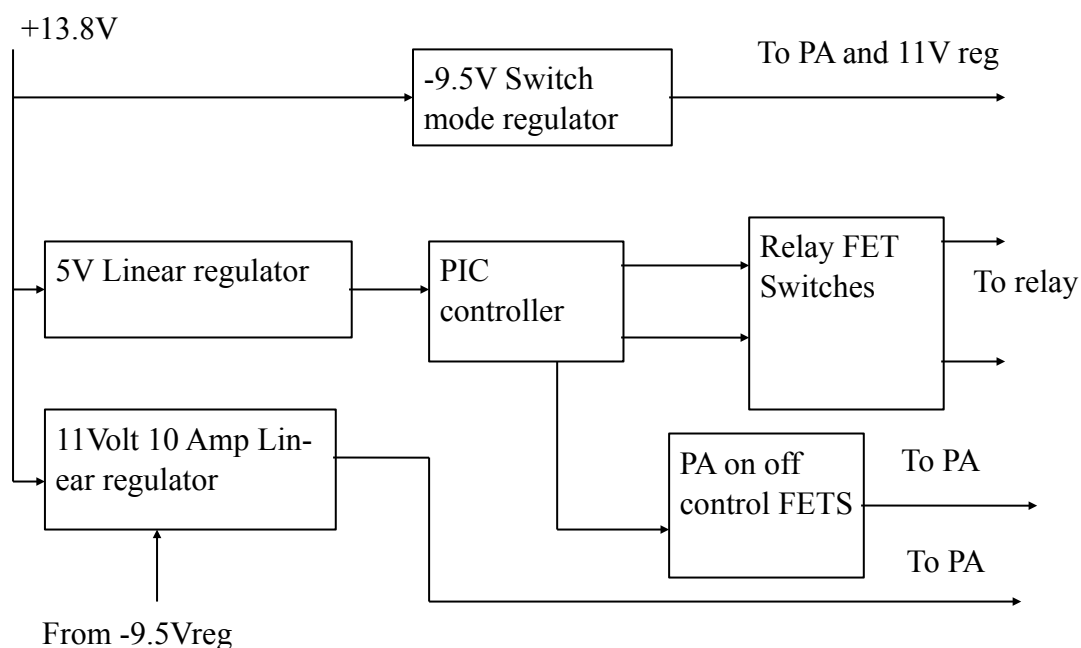 +13.8V
To PA and 11V reg
-9.5V Switch
mode regulator
5V Linear regulator
PIC
controller
Relay FET
Switches
To relay
11Volt 10 Amp Lin-
ear regulator
PA on off
control FETS
To PA
To PA
From -9.5Vreg